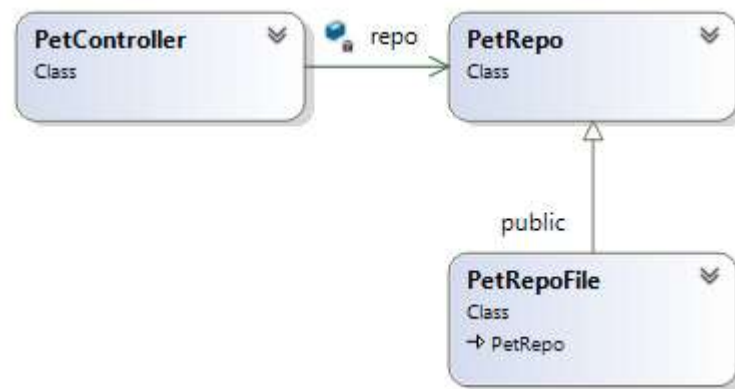 PetController
Class
repo
PetRepo
Class
public
PetRepoFile
Class
PetRepo